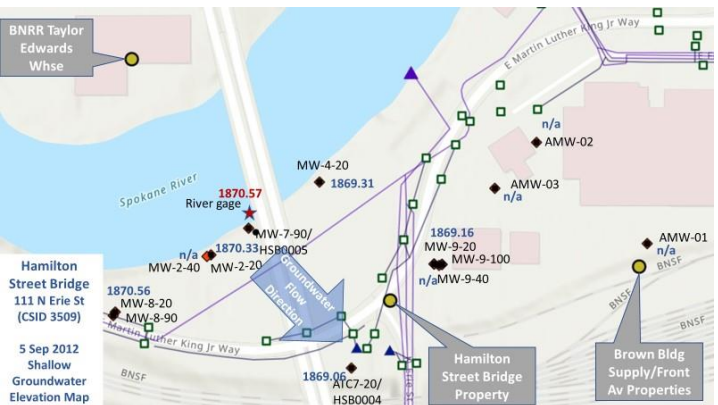 BNRR Taylor
Edwards
Whse
E Martin Luther King Jr Way
n/a
AMW-02
MW-4-20
1869.31
Spokane River
1870.57
River gage
AMW-03
n/a
MW-7-90/
HSB0005
n/a
1870.33
MW-2-40
MW-2-20
1869.16
MW-9-20
MW-9-100
n/a
MW-9-40
AMW-01
n/a
BNSF
BNSF
Groundwater
Flow
Direction
Hamilton
Street Bridge
111 N Erie St
(CSID 3509)
5 Sep 2012
Shallow
Groundwater
Elevation Map
1870.56
MW-8-20
MW-8-90
Martin Luther King Jr Way
BNSF
BNSF
1869.06
ATC7-20/
HSB0004
Hamilton
Street Bridge
Property
Brown Bldg
Supply/Front
Av Properties